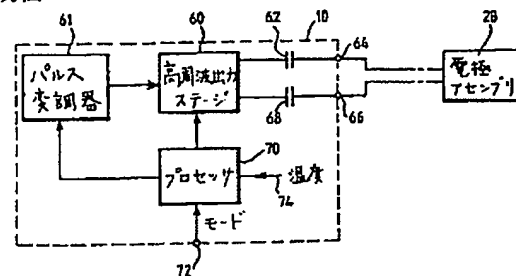 61
60
62
10
64
28
パルス
変調器
高周波出力
ステージ
電極
アセンブリ
68
66
70
プロセッサ
温度
74
モード
72